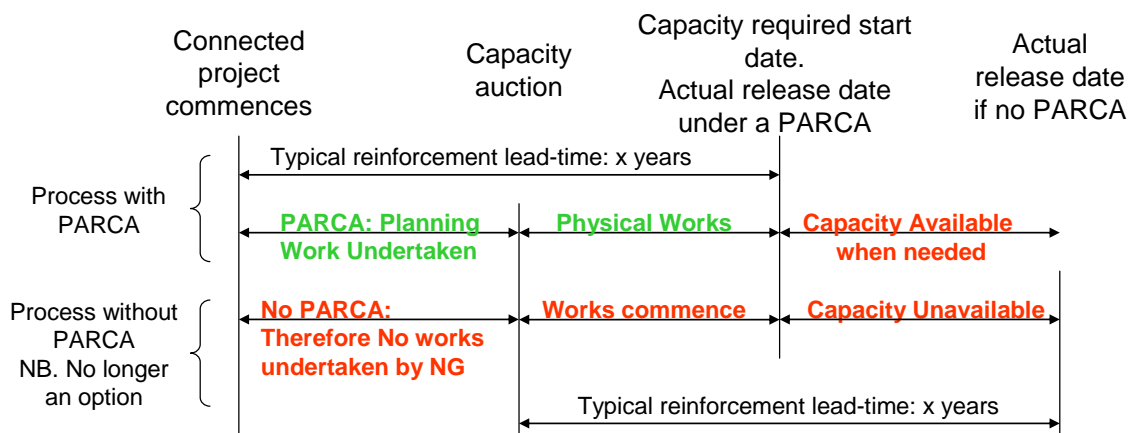 Connected
project
commences
Capacity
auction
Capacity required start
date.
Actual release date
under a PARCA
Actual
release date
if no PARCA
Typical reinforcement lead-time: x years
Process with
PARCA
PARCA: Planning
Work Undertaken
Physical Works
Capacity Available
when needed
Process without
PARCA
NB. No longer
an option
No PARCA:
Therefore No works
undertaken by NG
Works commence
Capacity Unavailable
Typical reinforcement lead-time: x years